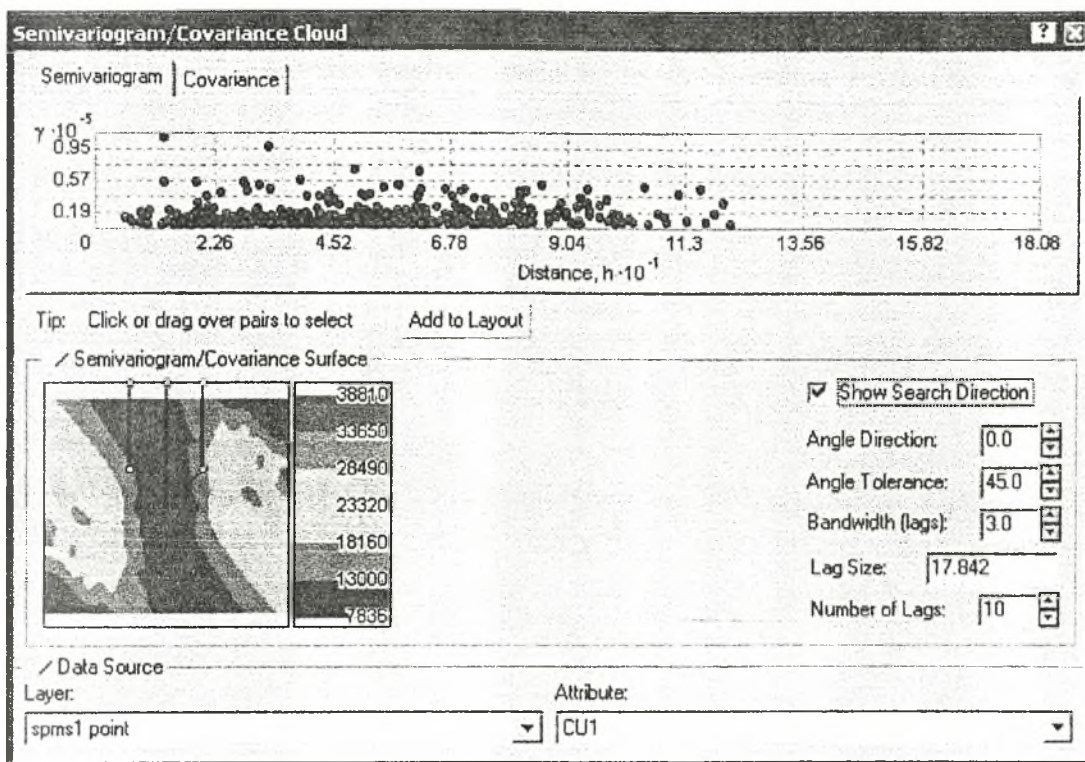 Semivariogram/Covariance Cloud
Semivariogram Covariance
γ·10⁻⁵
0.95
0.57
0.19
0 2.26 4.52 6.78 9.04 11.3 13.56 15.82 18.08
Distance, h·10⁻¹
Tip: Click or drag over pairs to select Add to Layout
Semivariogram/Covariance Surface
38810
33650
28490
23320
18160
13000
7836
Show Search Direction
Angle Direction: 0.0
Angle Tolerance: 45.0
Bandwidth (lags): 3.0
Lag Size: 17.842
Number of Lags: 10
Data Source
Layer: Attribute:
spms1 point CU1